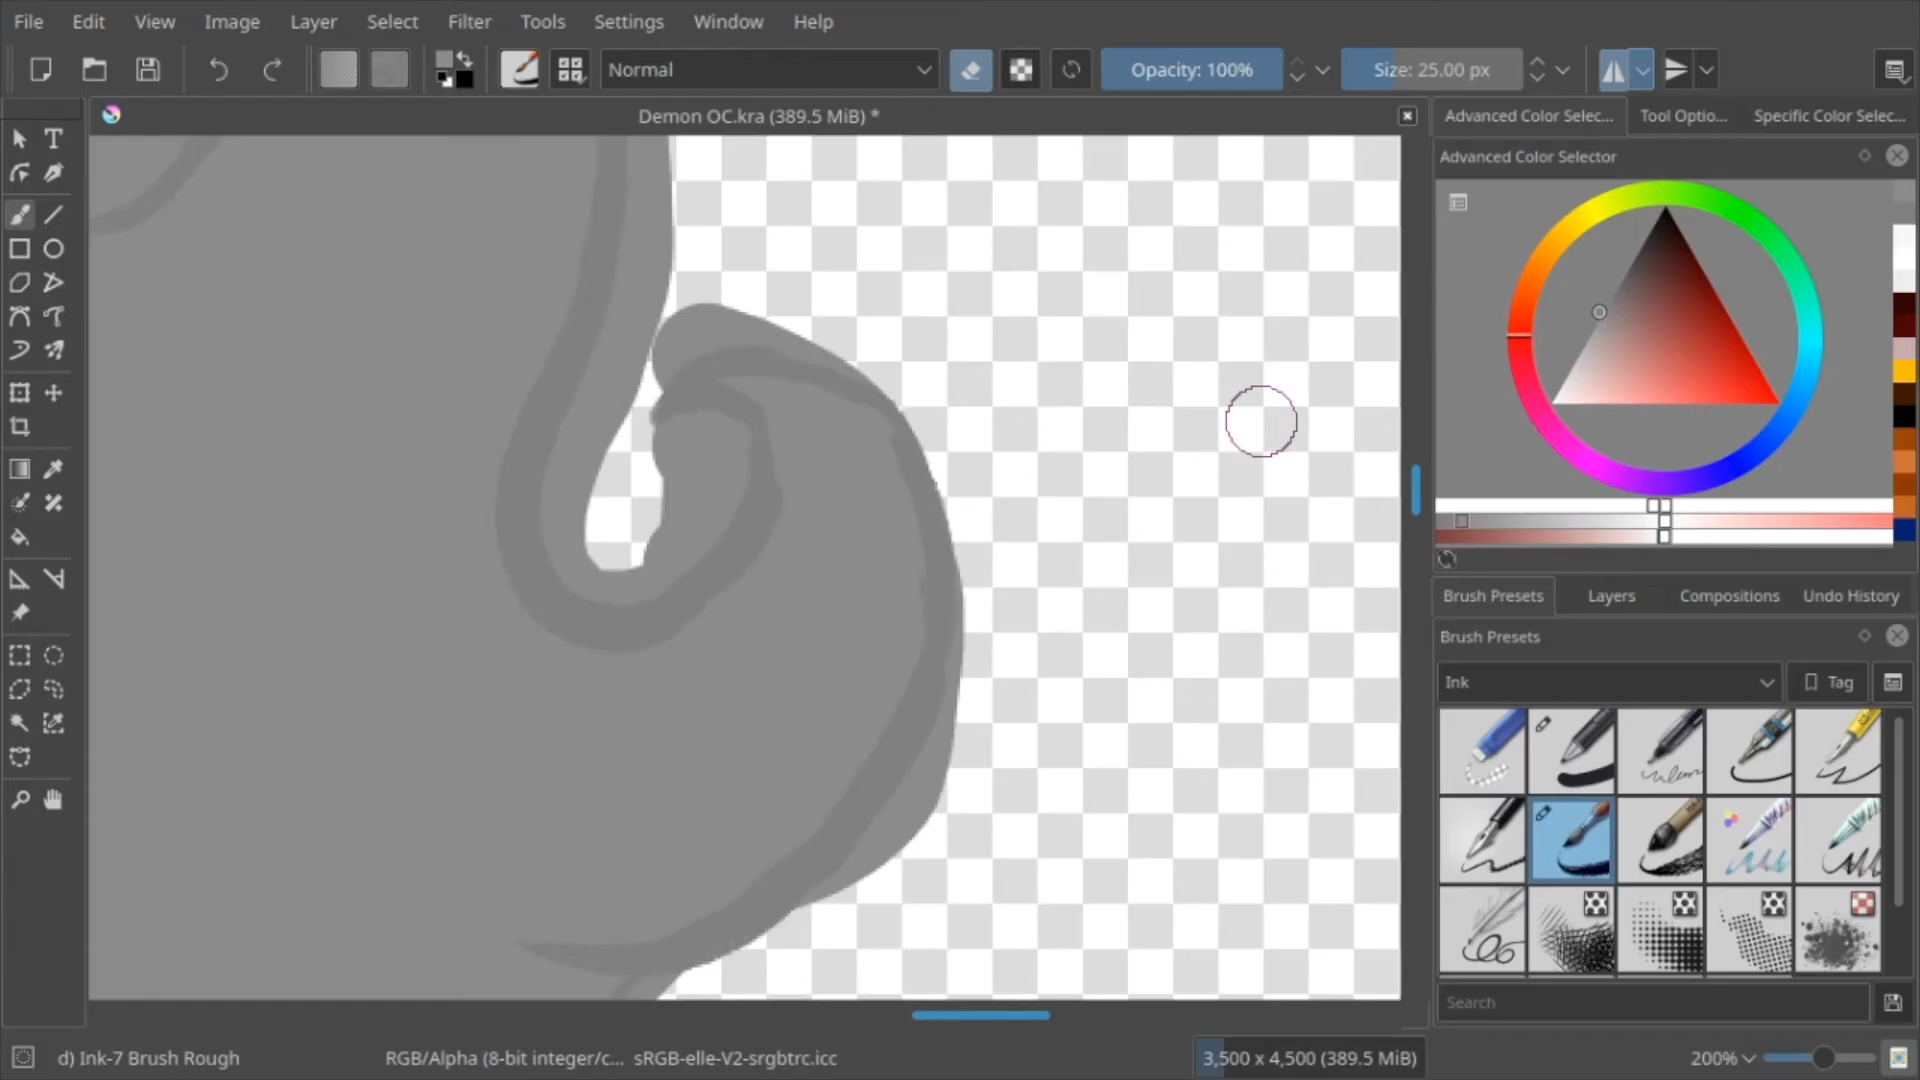 File Edit View Image Layer Select Filter Tools Settings Window Help
Normal Opacity: 100% Size: 25.00 px
Demon OC.kra (389.5 MiB) *
Advanced Color Selec... Tool Optio... Specific Color Selec...
Advanced Color Selector
Brush Presets Layers Compositions Undo History
Brush Presets
Ink Tag
Search
d) Ink-7 Brush Rough RGB/Alpha (8-bit integer/c... sRGB-elle-V2-srgbtrc.icc 3,500 x 4,500 (389.5 MiB) 200%